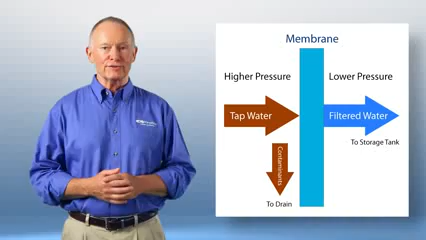 Membrane
Higher Pressure
Lower Pressure
Tap Water
Filtered Water
To Storage Tank
Contaminants
To Drain